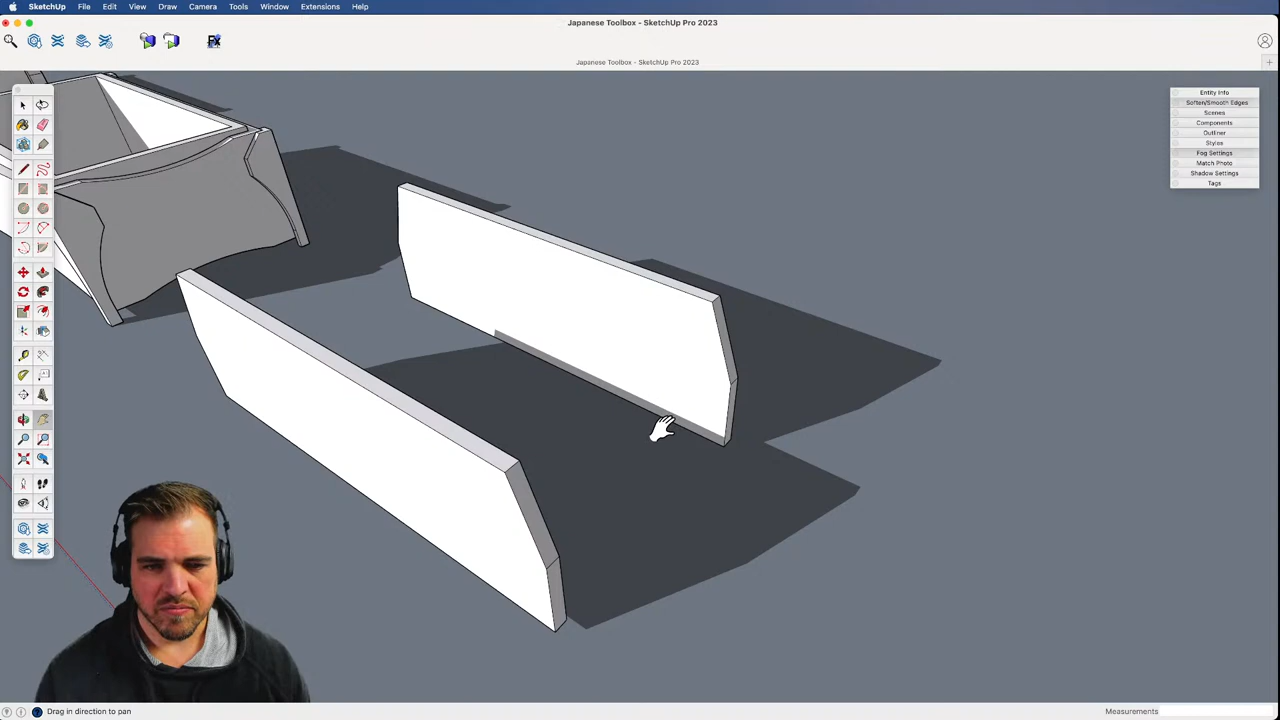 SketchUp File Edit View Draw Camera Tools Window Extensions Help
Japanese Toolbox - SketchUp Pro 2023
Japanese Toolbox - SketchUp Pro 2023
Entity Info
Soften/Smooth Edges
Scenes
Components
Outliner
Styles
Fog Settings
Match Photo
Shadow Settings
Tags
Drag in direction to pan
Measurements